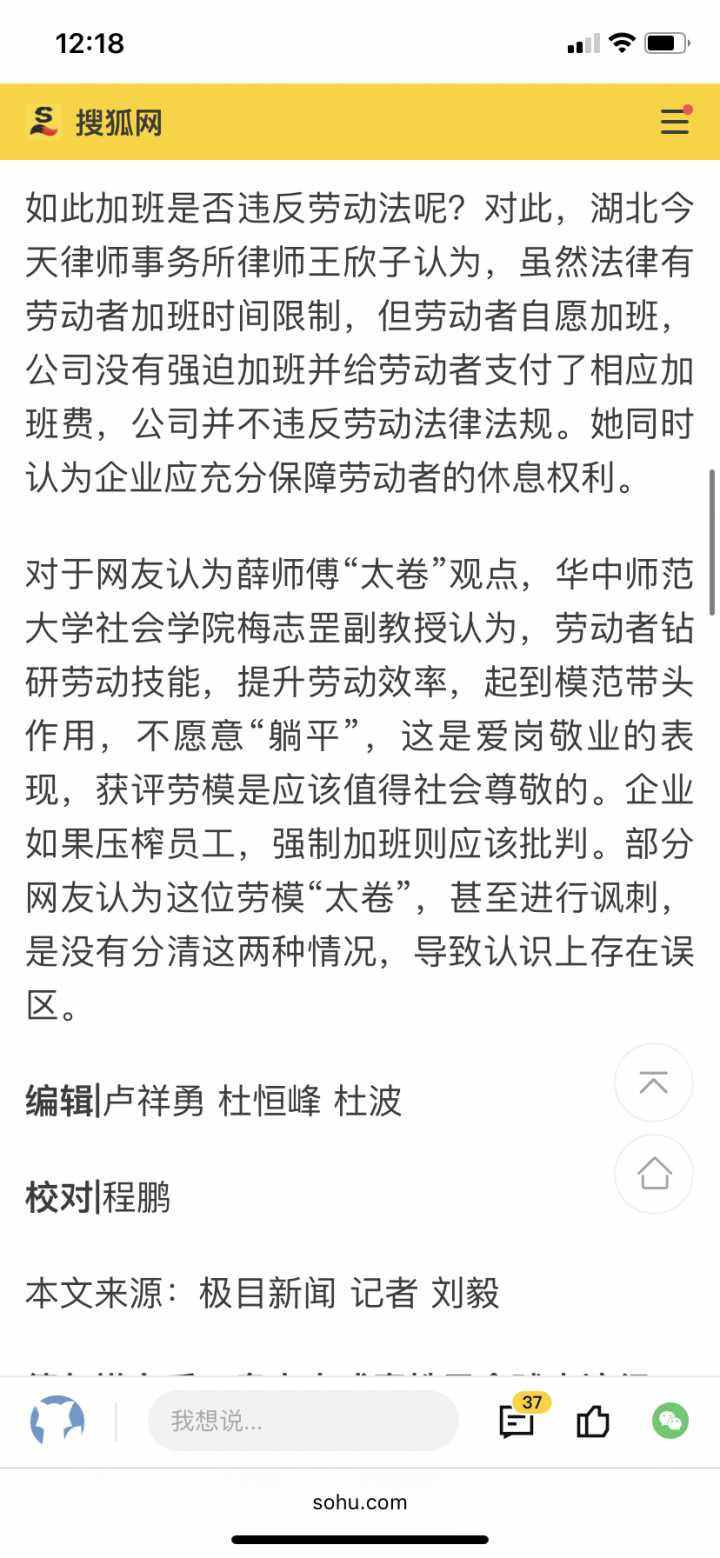 12:18
搜狐网
如此加班是否违反劳动法呢？对此，湖北今
天律师事务所律师王欣子认为，虽然法律有
劳动者加班时间限制，但劳动者自愿加班，
公司没有强迫加班并给劳动者支付了相应加
班费，公司并不违反劳动法律法规。她同时
认为企业应充分保障劳动者的休息权利。
对于网友认为薛师傅“太卷”观点，华中师范
大学社会学院梅志罡副教授认为，劳动者钻
研劳动技能，提升劳动效率，起到模范带头
作用，不愿意“躺平”，这是爱岗敬业的表
现，获评劳模是应该值得社会尊敬的。企业
如果压榨员工，强制加班则应该批判。部分
网友认为这位劳模“太卷”，甚至进行讽刺，
是没有分清这两种情况，导致认识上存在误
区。
编辑|卢祥勇 杜恒峰 杜波
校对|程鹏
本文来源：极目新闻 记者 刘毅
我想说...
37
sohu.com